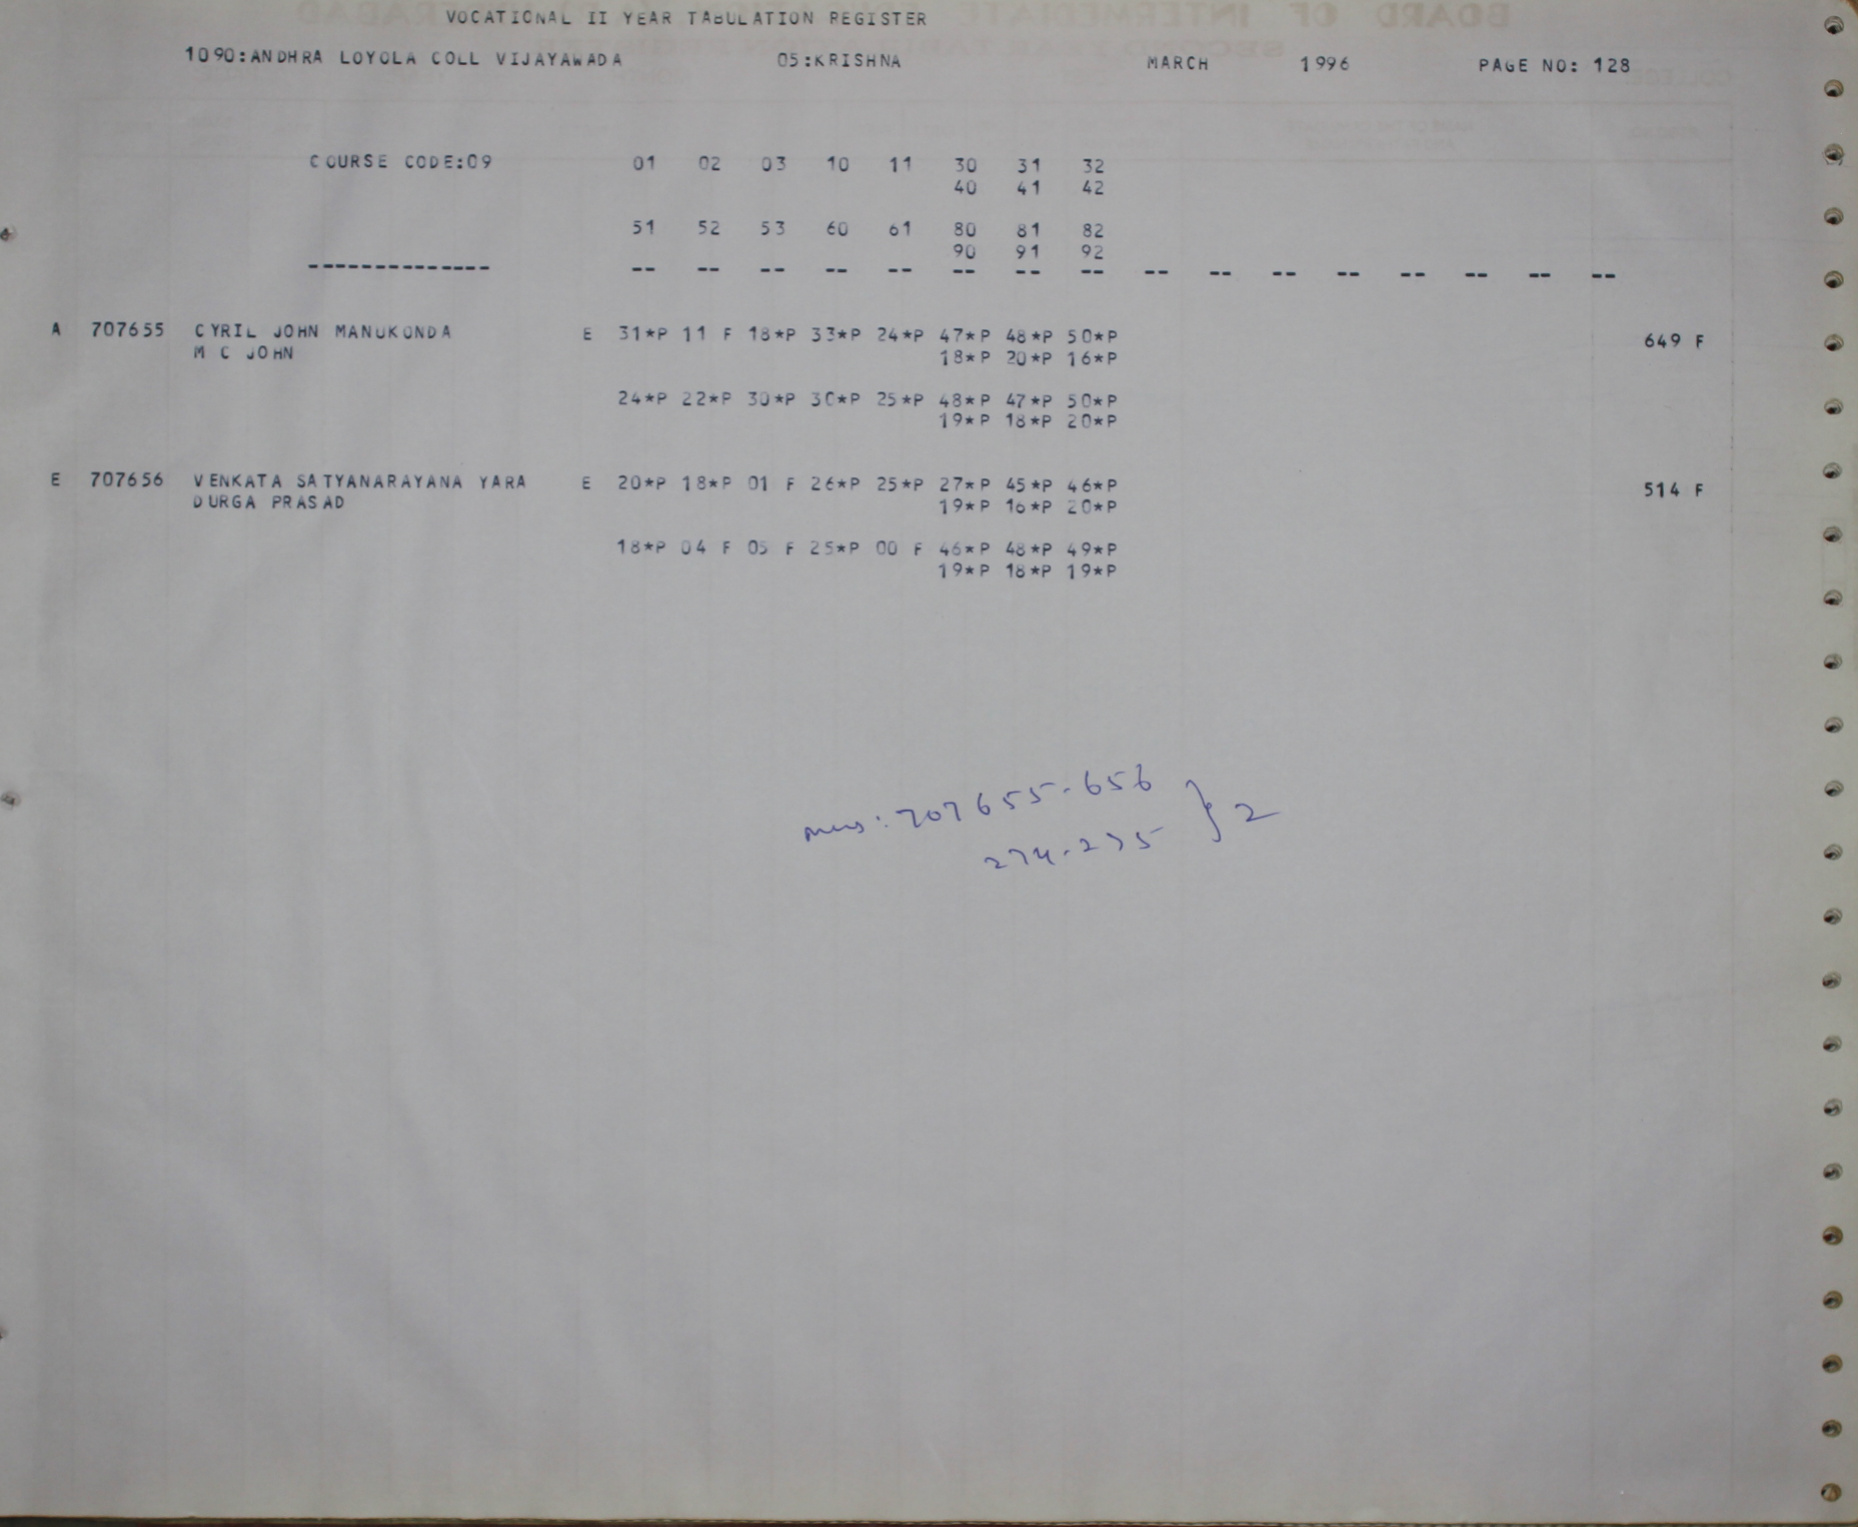 VOCATIONAL II YEAR TABULATION REGISTER
1090:ANDHRA LOYOLA COLL VIJAYAWADA 05:KRISHNA MARCH 1996 PAGE NO: 128
COURSE CODE:09 01 02 03 10 11 30 31 32
40 41 42
51 52 53 60 61 80 81 82
90 91 92
-------------- -- -- -- -- -- -- -- -- -- -- -- -- -- -- -- --
A 707655 CYRIL JOHN MANUKONDA E 31*P 11 F 18*P 33*P 24*P 47*P 48*P 50*P 649 F
M C JOHN 18*P 20*P 16*P
24*P 22*P 30*P 30*P 25*P 48*P 47*P 50*P
19*P 18*P 20*P
E 707656 VENKATA SATYANARAYANA YARA E 20*P 18*P 01 F 26*P 25*P 27*P 45*P 46*P 514 F
DURGA PRASAD 19*P 16*P 20*P
18*P 04 F 05 F 25*P 00 F 46*P 48*P 49*P
19*P 18*P 19*P
: 707655-656 } 2
274-275